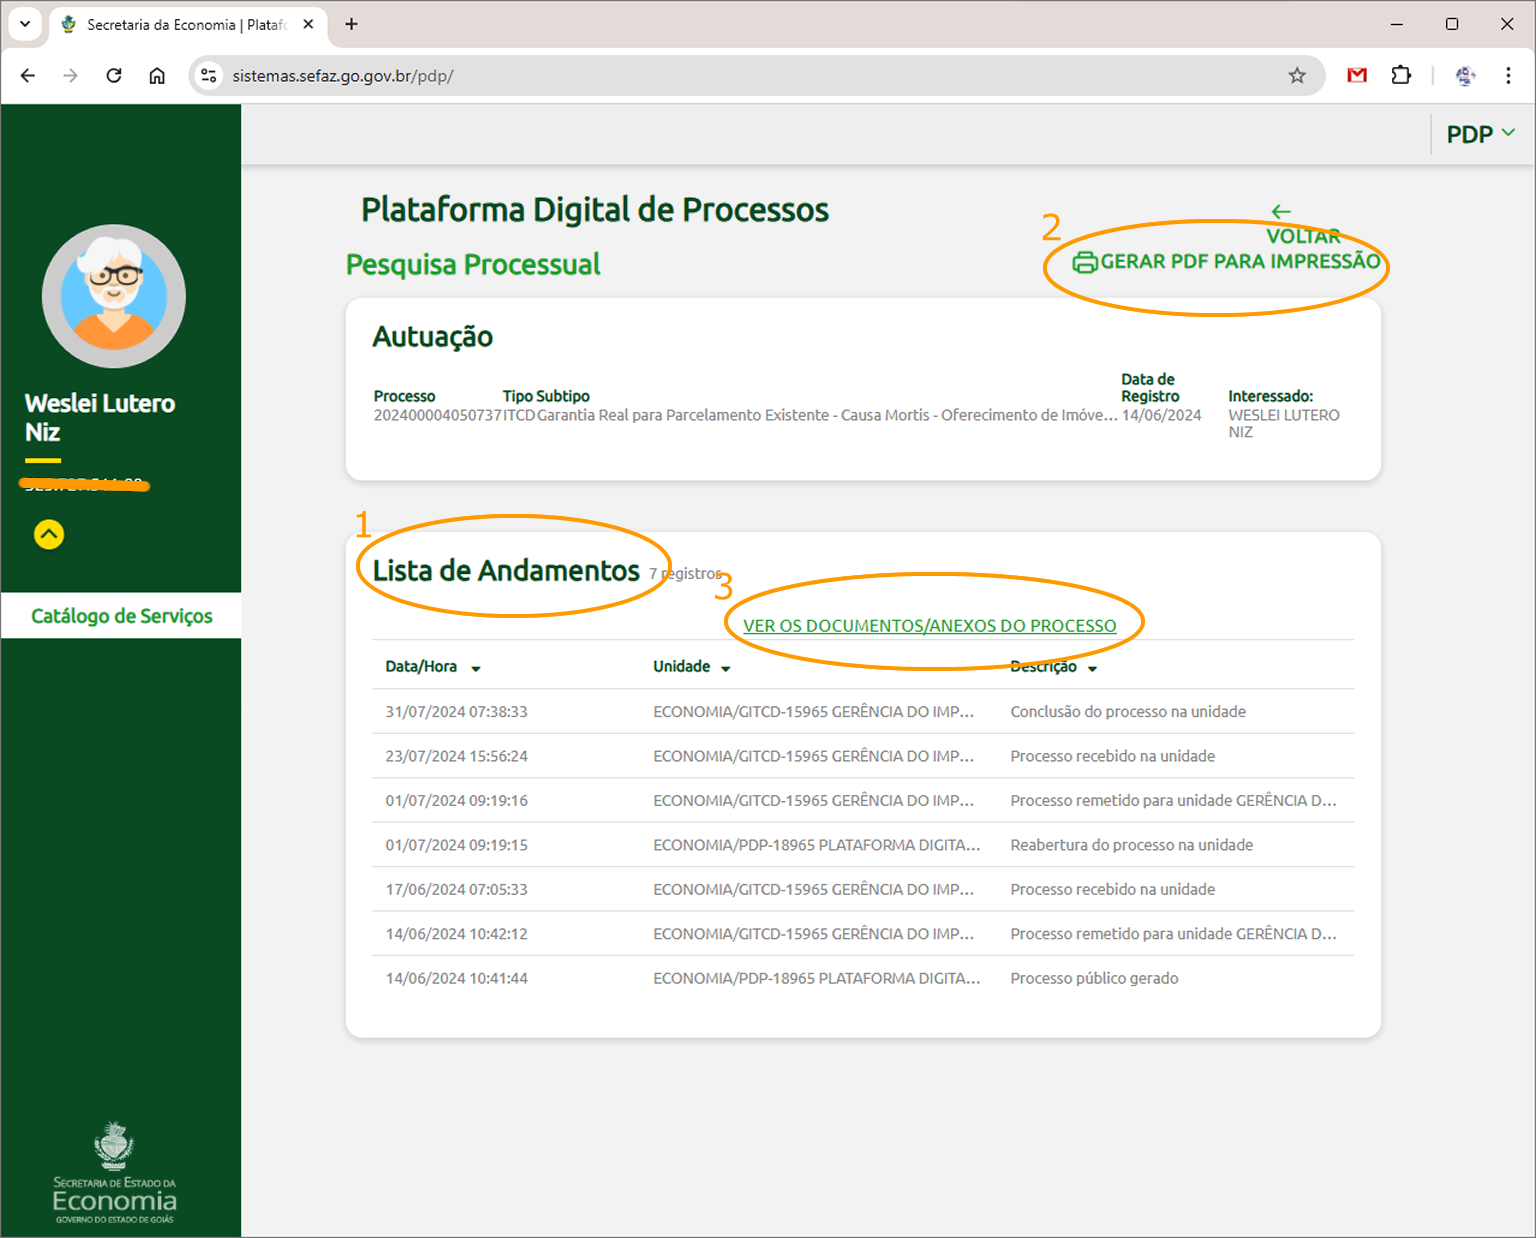 Secretaria da Economia | Plataf
sistemas.sefaz.go.gov.br/pdp/
PDP
Plataforma Digital de Processos
2
VOLTAR
Pesquisa Processual
GERAR PDF PARA IMPRESSÃO
Weslei Lutero
Niz
Catálogo de Serviços
Autuação
Processo Tipo Subtipo Data de Registro Interessado:
202400004050737 ITCD Garantia Real para Parcelamento Existente - Causa Mortis - Oferecimento de Imóve... 14/06/2024 WESLEI LUTERO NIZ
1
Lista de Andamentos 7 registros
3
VER OS DOCUMENTOS/ANEXOS DO PROCESSO
Data/Hora Unidade Descrição
31/07/2024 07:38:33 ECONOMIA/GITCD-15965 GERÊNCIA DO IMP... Conclusão do processo na unidade
23/07/2024 15:56:24 ECONOMIA/GITCD-15965 GERÊNCIA DO IMP... Processo recebido na unidade
01/07/2024 09:19:16 ECONOMIA/GITCD-15965 GERÊNCIA DO IMP... Processo remetido para unidade GERÊNCIA D...
01/07/2024 09:19:15 ECONOMIA/PDP-18965 PLATAFORMA DIGITA... Reabertura do processo na unidade
17/06/2024 07:05:33 ECONOMIA/GITCD-15965 GERÊNCIA DO IMP... Processo recebido na unidade
14/06/2024 10:42:12 ECONOMIA/GITCD-15965 GERÊNCIA DO IMP... Processo remetido para unidade GERÊNCIA D...
14/06/2024 10:41:44 ECONOMIA/PDP-18965 PLATAFORMA DIGITA... Processo público gerado
SECRETARIA DE ESTADO DA
Economia
GOVERNO DO ESTADO DE GOIÁS